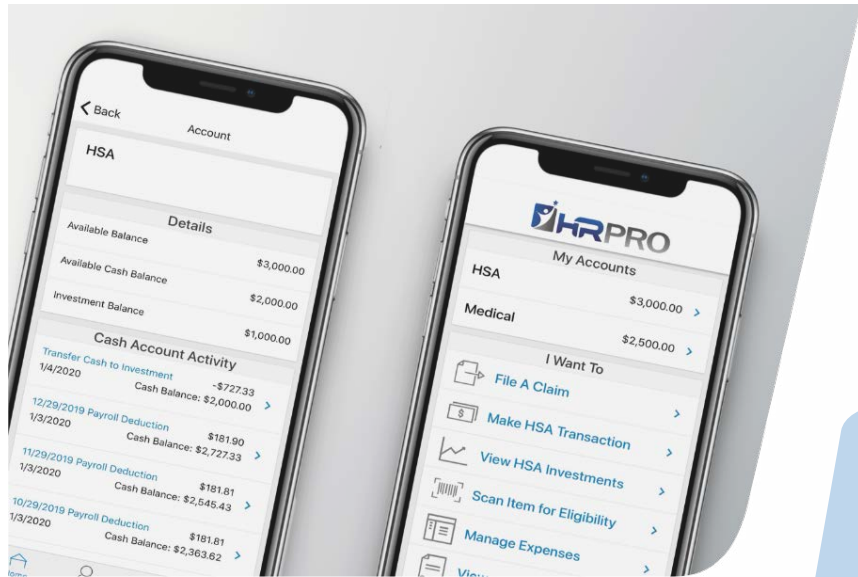 Back
Account
HSA
Details
Available Balance $3,000.00
Available Cash Balance $2,000.00
Investment Balance $1,000.00
Cash Account Activity
Transfer Cash to Investment -$727.33
1/4/2020 Cash Balance: $2,000.00
12/29/2019 Payroll Deduction $181.90
1/3/2020 Cash Balance: $2,727.33
11/29/2019 Payroll Deduction $181.81
1/3/2020 Cash Balance: $2,545.43
10/29/2019 Payroll Deduction $181.81
1/3/2020 Cash Balance: $2,363.62
Home
HRPRO
My Accounts
HSA $3,000.00
Medical $2,500.00
I Want To
File A Claim
Make HSA Transaction
View HSA Investments
Scan Item for Eligibility
Manage Expenses